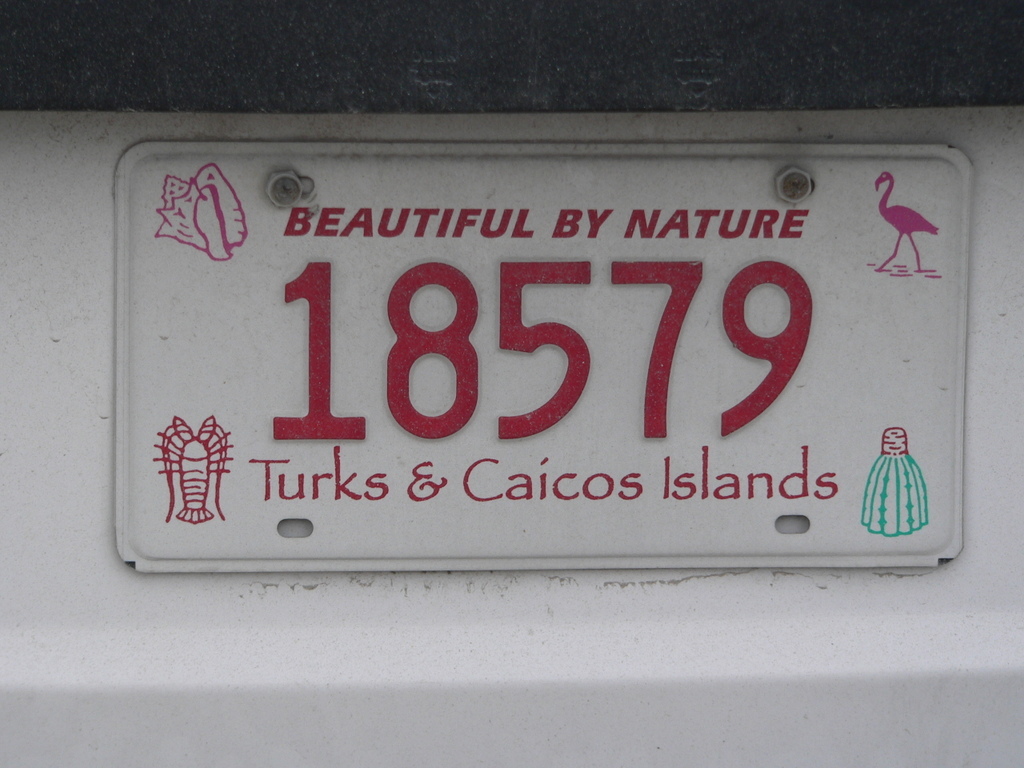 BEAUTIFUL BY NATURE
18579
Turks & Caicos Islands